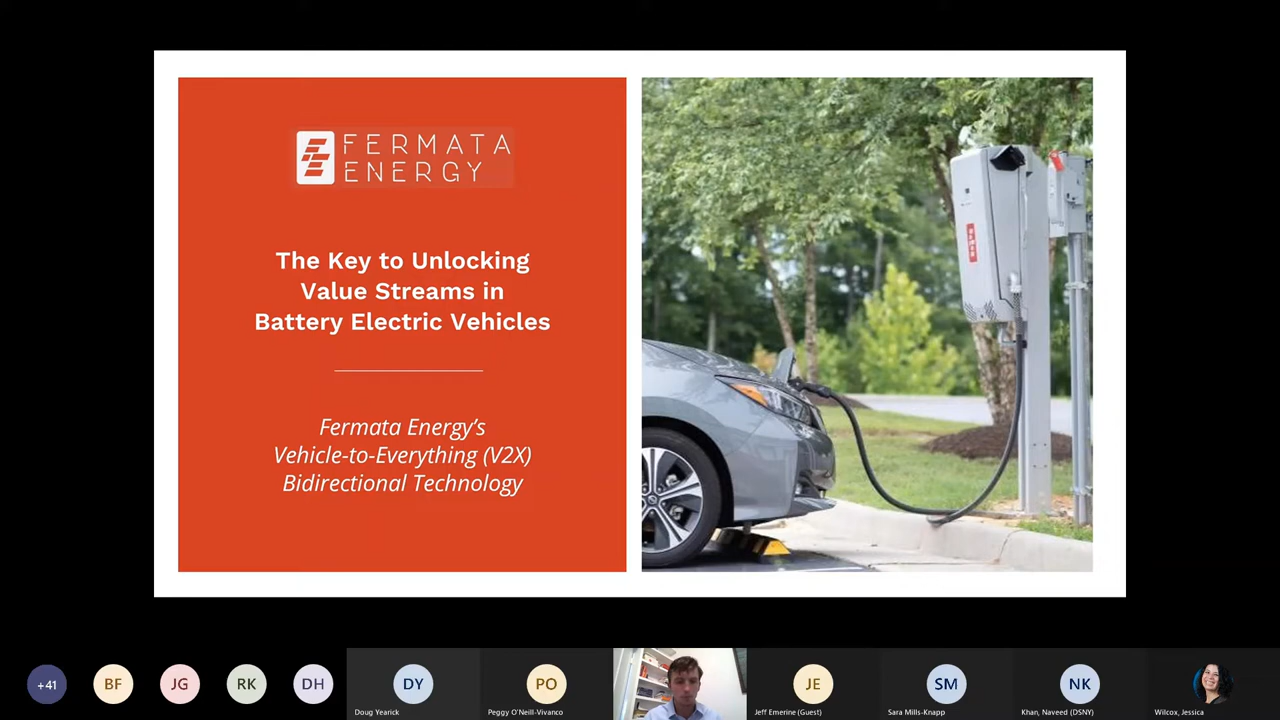 FERMATA
ENERGY
The Key to Unlocking
Value Streams in
Battery Electric Vehicles
Fermata Energy’s
Vehicle-to-Everything (V2X)
Bidirectional Technology
+41
BF
JG
RK
DH
DY
PO
JE
SM
NK
Doug Yearick
Peggy O'Neill-Vivanco
Jeff Emerine (Guest)
Sara Mills-Knapp
Khan, Naveed (DSNY)
Wilcox, Jessica